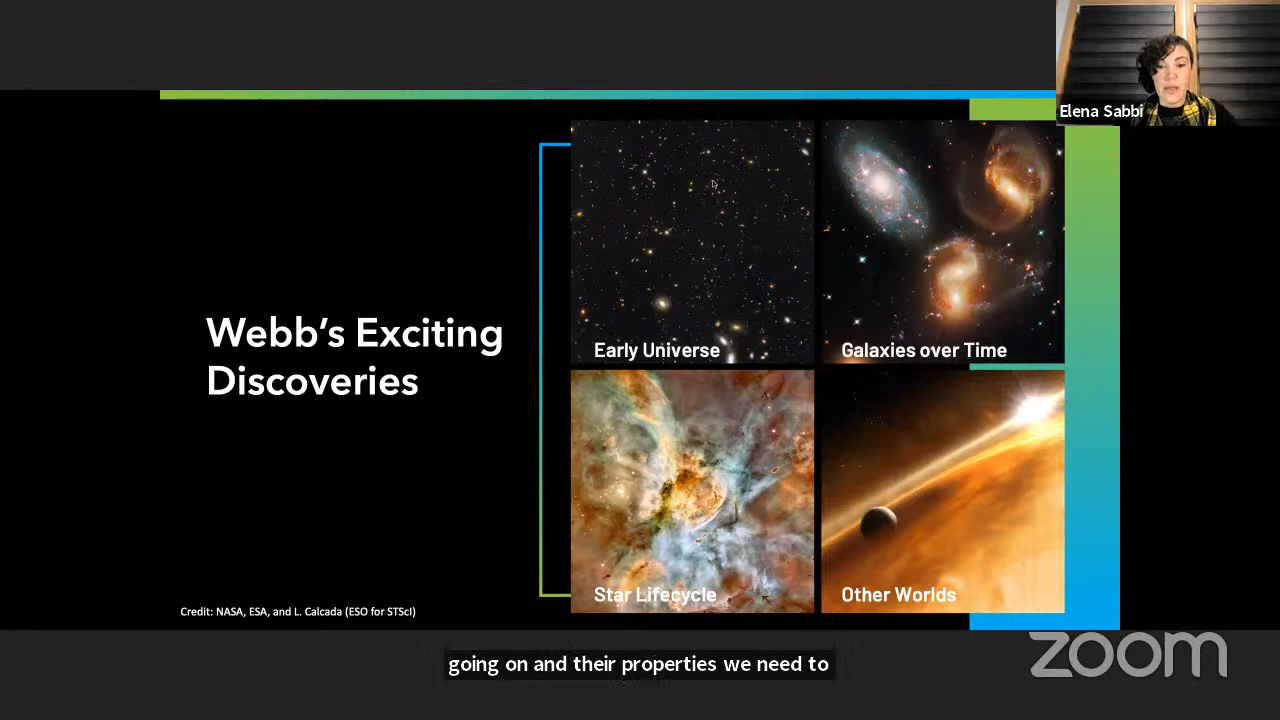 Elena Sabbi
Webb's Exciting
Discoveries
Early Universe
Galaxies over Time
Star Lifecycle
Other Worlds
Credit: NASA, ESA, and L. Calcada (ESO for STScI)
going on and their properties we need to
zoom